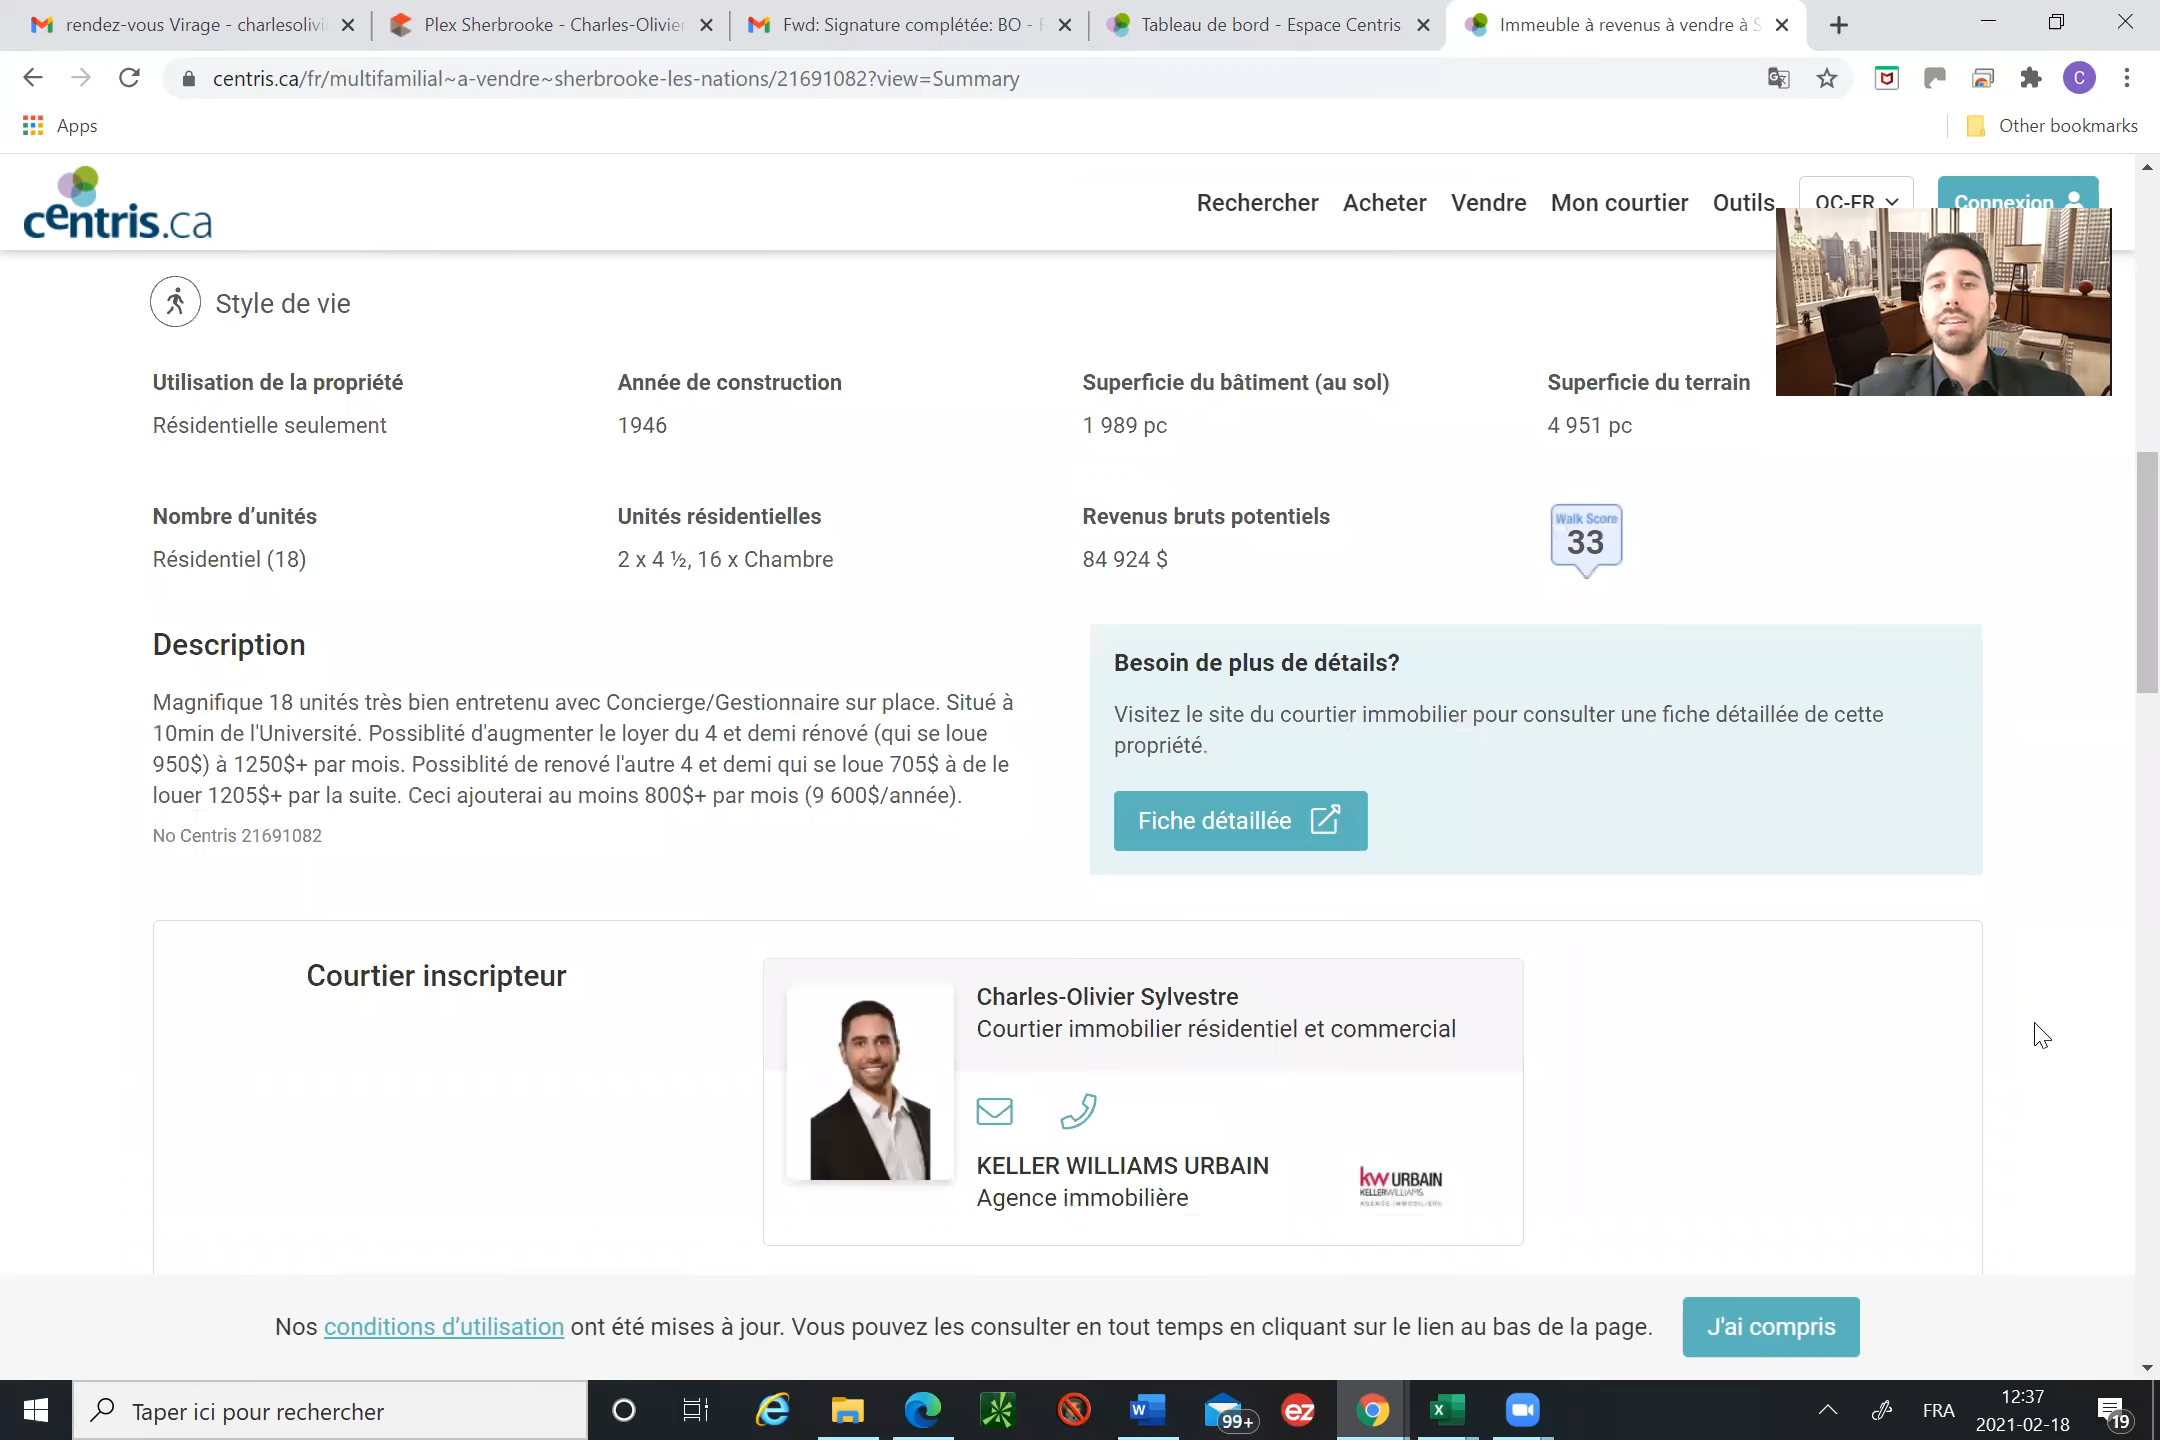 rendez-vous Virage - charlesolivi
Plex Sherbrooke - Charles-Olivier
Fwd: Signature complétée: BO -
Tableau de bord - Espace Centris
Immeuble à revenus à vendre à S
centris.ca/fr/multifamilial~a-vendre~sherbrooke-les-nations/21691082?view=Summary
C
Apps
Other bookmarks
centris.ca
Rechercher
Acheter
Vendre
Mon courtier
Outils
QC-FR
Connexion
Style de vie
Utilisation de la propriété
Année de construction
Superficie du bâtiment (au sol)
Superficie du terrain
Résidentielle seulement
1946
1 989 pc
4 951 pc
Nombre d’unités
Unités résidentielles
Revenus bruts potentiels
Walk Score
33
Résidentiel (18)
2 x 4 ½, 16 x Chambre
84 924 $
Description
Magnifique 18 unités très bien entretenu avec Concierge/Gestionnaire sur place. Situé à
10min de l'Université. Possiblité d'augmenter le loyer du 4 et demi rénové (qui se loue
950$) à 1250$+ par mois. Possiblité de renové l'autre 4 et demi qui se loue 705$ à de le
louer 1205$+ par la suite. Ceci ajouterai au moins 800$+ par mois (9 600$/année).
No Centris 21691082
Besoin de plus de détails?
Visitez le site du courtier immobilier pour consulter une fiche détaillée de cette
propriété.
Fiche détaillée
Courtier inscripteur
Charles-Olivier Sylvestre
Courtier immobilier résidentiel et commercial
KELLER WILLIAMS URBAIN
Agence immobilière
kw URBAIN
KELLERWILLIAMS.
AGENCE IMMOBILIÈRE
Nos conditions d’utilisation ont été mises à jour. Vous pouvez les consulter en tout temps en cliquant sur le lien au bas de la page.
J'ai compris
Taper ici pour rechercher
99+
ez
FRA
12:37
2021-02-18
19